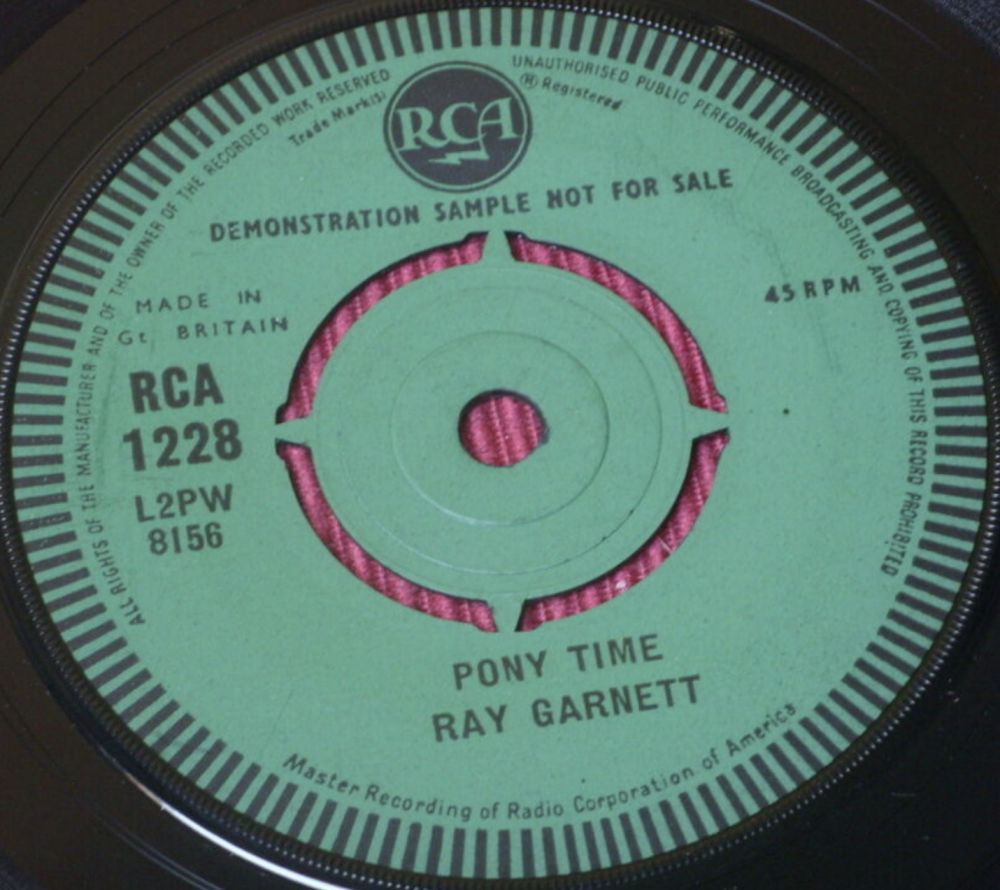 ALL RIGHTS OF THE MANUFACTURER AND OF THE OWNER OF THE RECORDED WORK RESERVED
UNAUTHORISED PUBLIC PERFORMANCE BROADCASTING AND COPYING OF THIS RECORD PROHIBITED
Trade Mark(s)
® Registered
RCA
DEMONSTRATION SAMPLE NOT FOR SALE
MADE IN
Gt. BRITAIN
45 RPM
RCA
1228
L2PW
8156
PONY TIME
RAY GARNETT
Master Recording of Radio Corporation of America